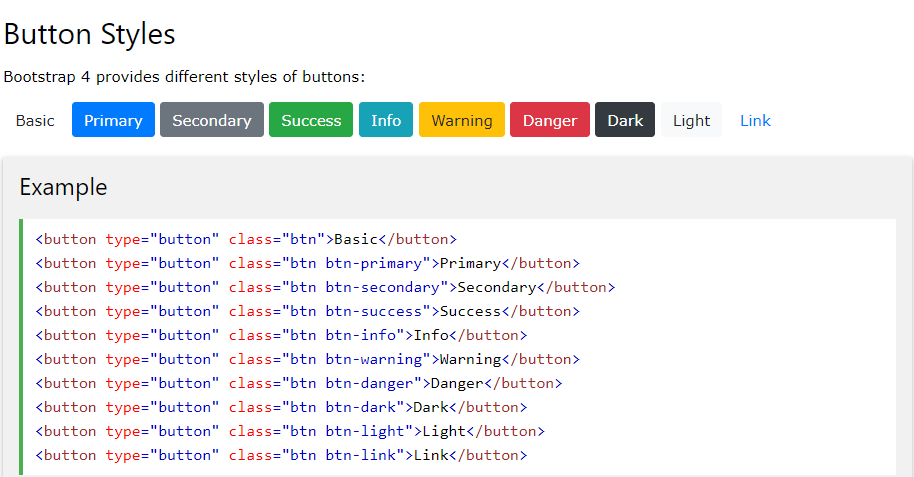 Button Styles
Bootstrap 4 provides different styles of buttons:
Basic Primary Secondary Success Info Warning Danger Dark Light Link
Example
<button type="button" class="btn">Basic</button>
<button type="button" class="btn btn-primary">Primary</button>
<button type="button" class="btn btn-secondary">Secondary</button>
<button type="button" class="btn btn-success">Success</button>
<button type="button" class="btn btn-info">Info</button>
<button type="button" class="btn btn-warning">Warning</button>
<button type="button" class="btn btn-danger">Danger</button>
<button type="button" class="btn btn-dark">Dark</button>
<button type="button" class="btn btn-light">Light</button>
<button type="button" class="btn btn-link">Link</button>